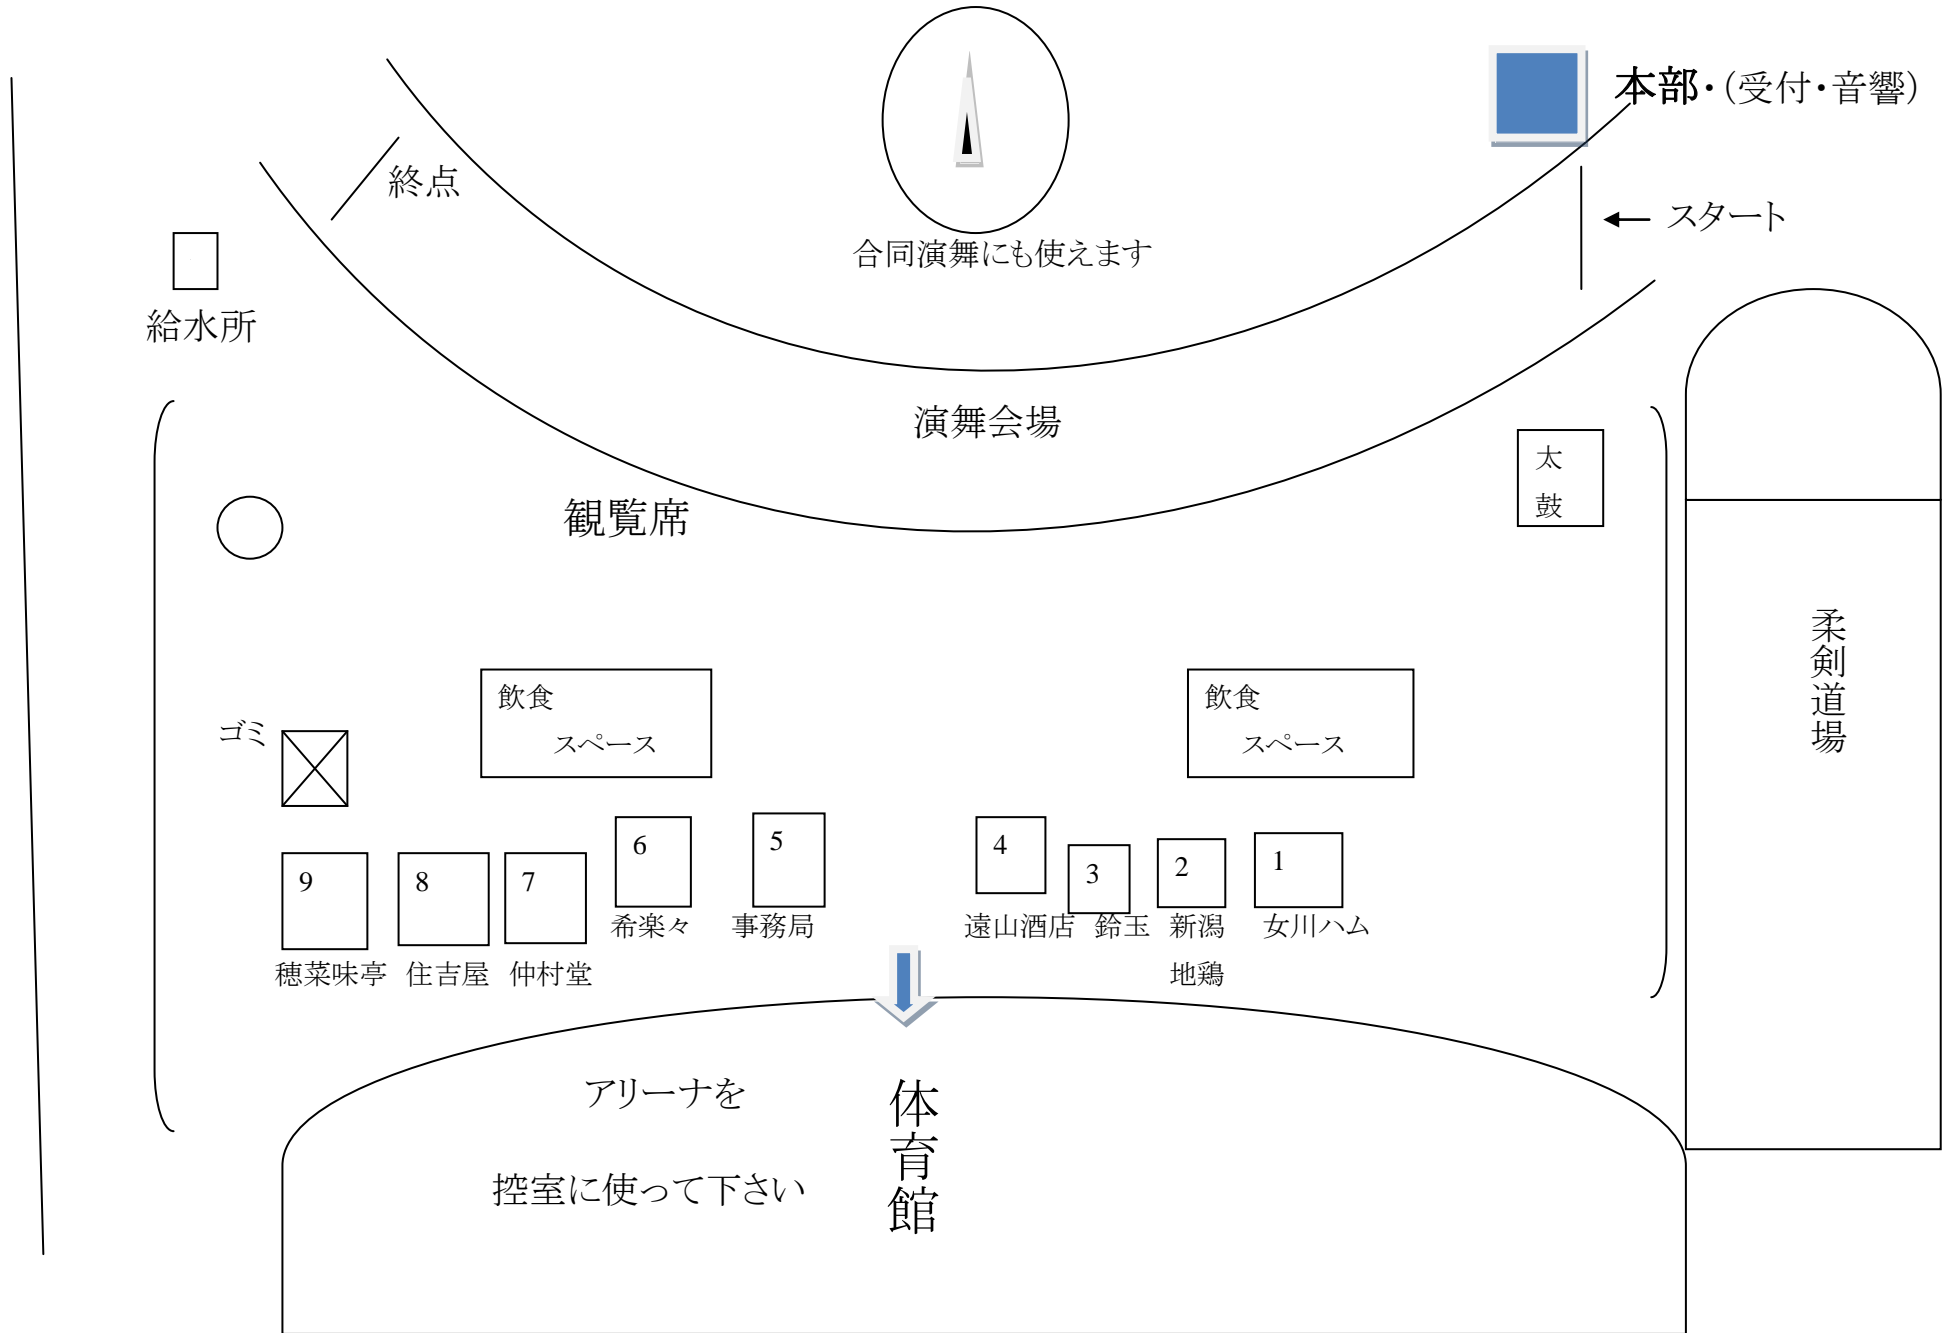 本部・(受付・音響)
終点
スタート
合同演舞にも使えます
給水所
演舞会場
太
鼓
観覧席
柔剣道場
飲食
スペース
飲食
スペース
ゴミ
9
8
7
6
5
4
3
2
1
穂菜味亭
住吉屋
仲村堂
希楽々
事務局
遠山酒店
鈴玉
新潟
地鶏
女川ハム
アリーナを
控室に使って下さい
体育館